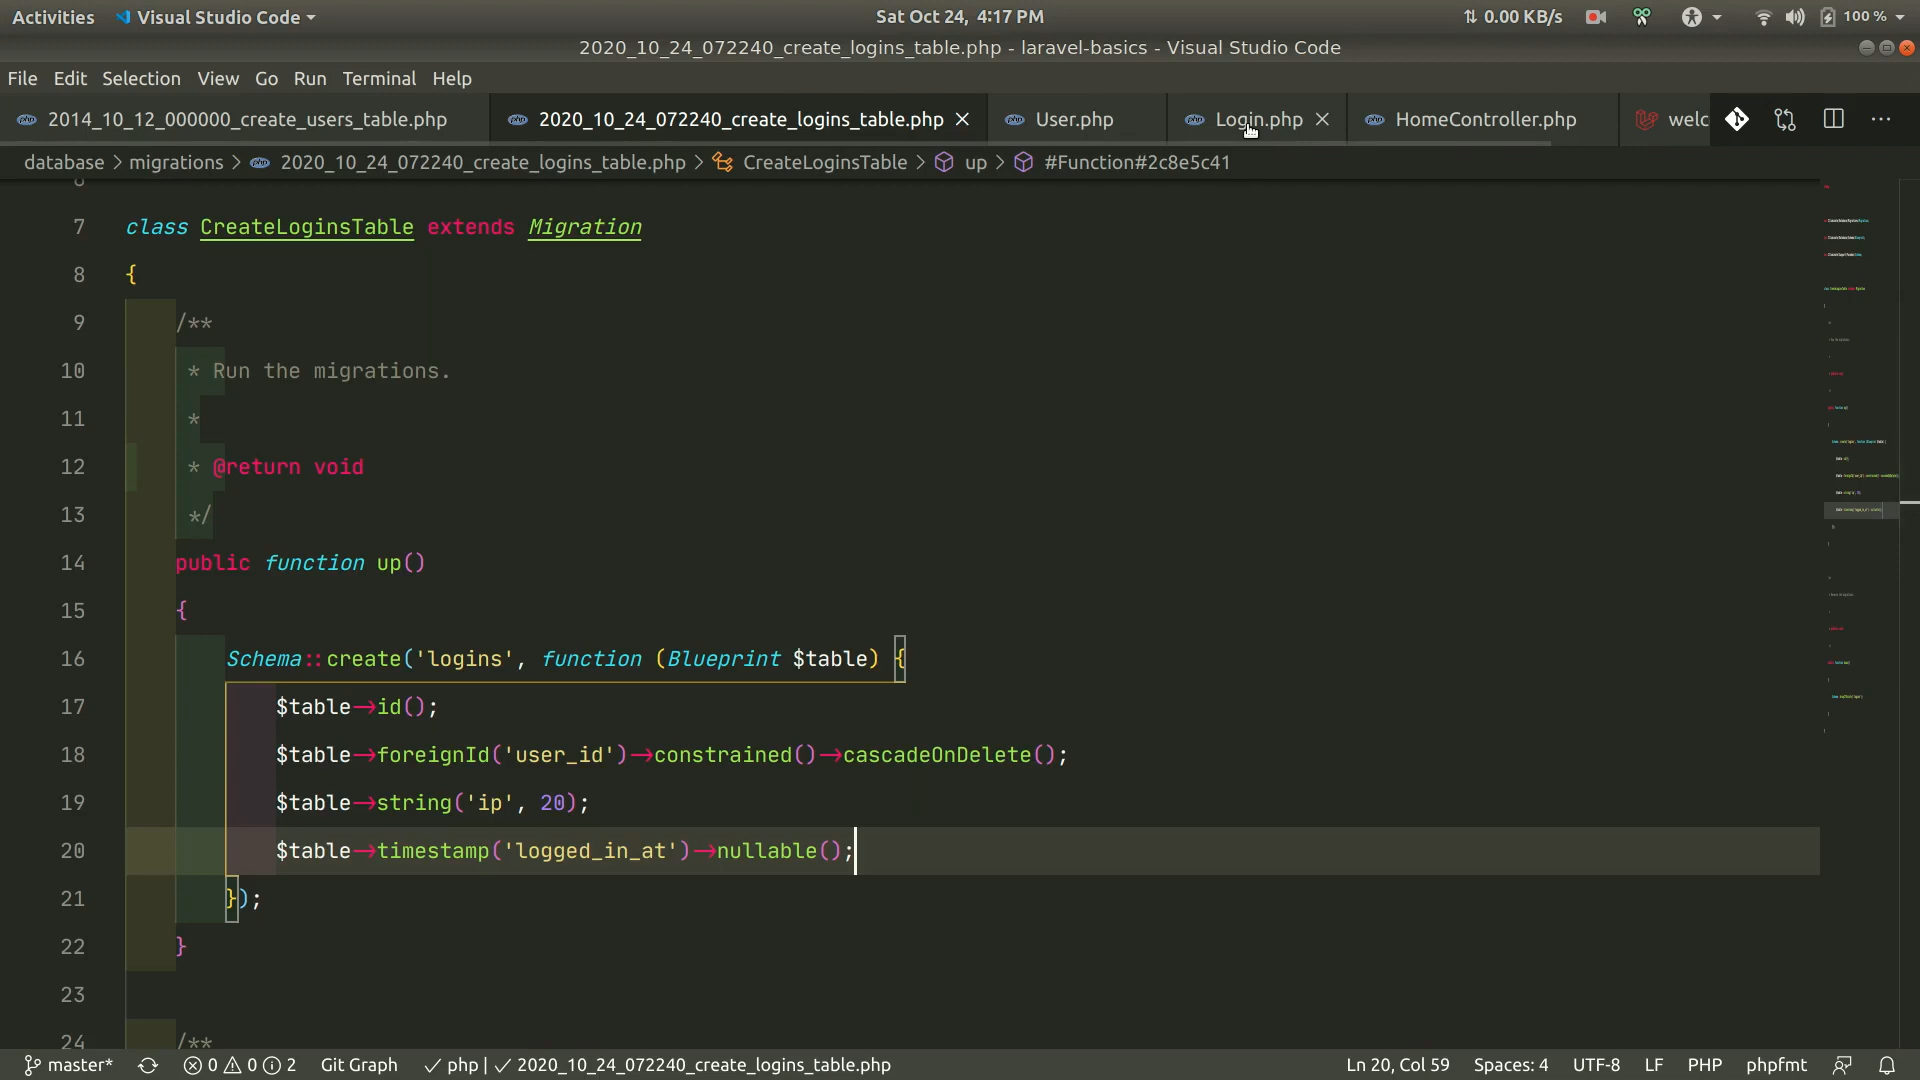 Activities Visual Studio Code Sat Oct 24, 4:17 PM 0.00 KB/s 100 %
2020_10_24_072240_create_logins_table.php - laravel-basics - Visual Studio Code
File Edit Selection View Go Run Terminal Help
2014_10_12_000000_create_users_table.php 2020_10_24_072240_create_logins_table.php User.php Login.php HomeController.php welc
database > migrations > 2020_10_24_072240_create_logins_table.php > CreateLoginsTable > up > #Function#2c8e5c41
7 class CreateLoginsTable extends Migration
8 {
9 /**
10 * Run the migrations.
11 *
12 * @return void
13 */
14 public function up()
15 {
16 Schema::create('logins', function (Blueprint $table) {
17 $table->id();
18 $table->foreignId('user_id')->constrained()->cascadeOnDelete();
19 $table->string('ip', 20);
20 $table->timestamp('logged_in_at')->nullable();
21 });
22 }
23
24 /**
master* 0 0 2 Git Graph ✓ php | ✓ 2020_10_24_072240_create_logins_table.php Ln 20, Col 59 Spaces: 4 UTF-8 LF PHP phpfmt